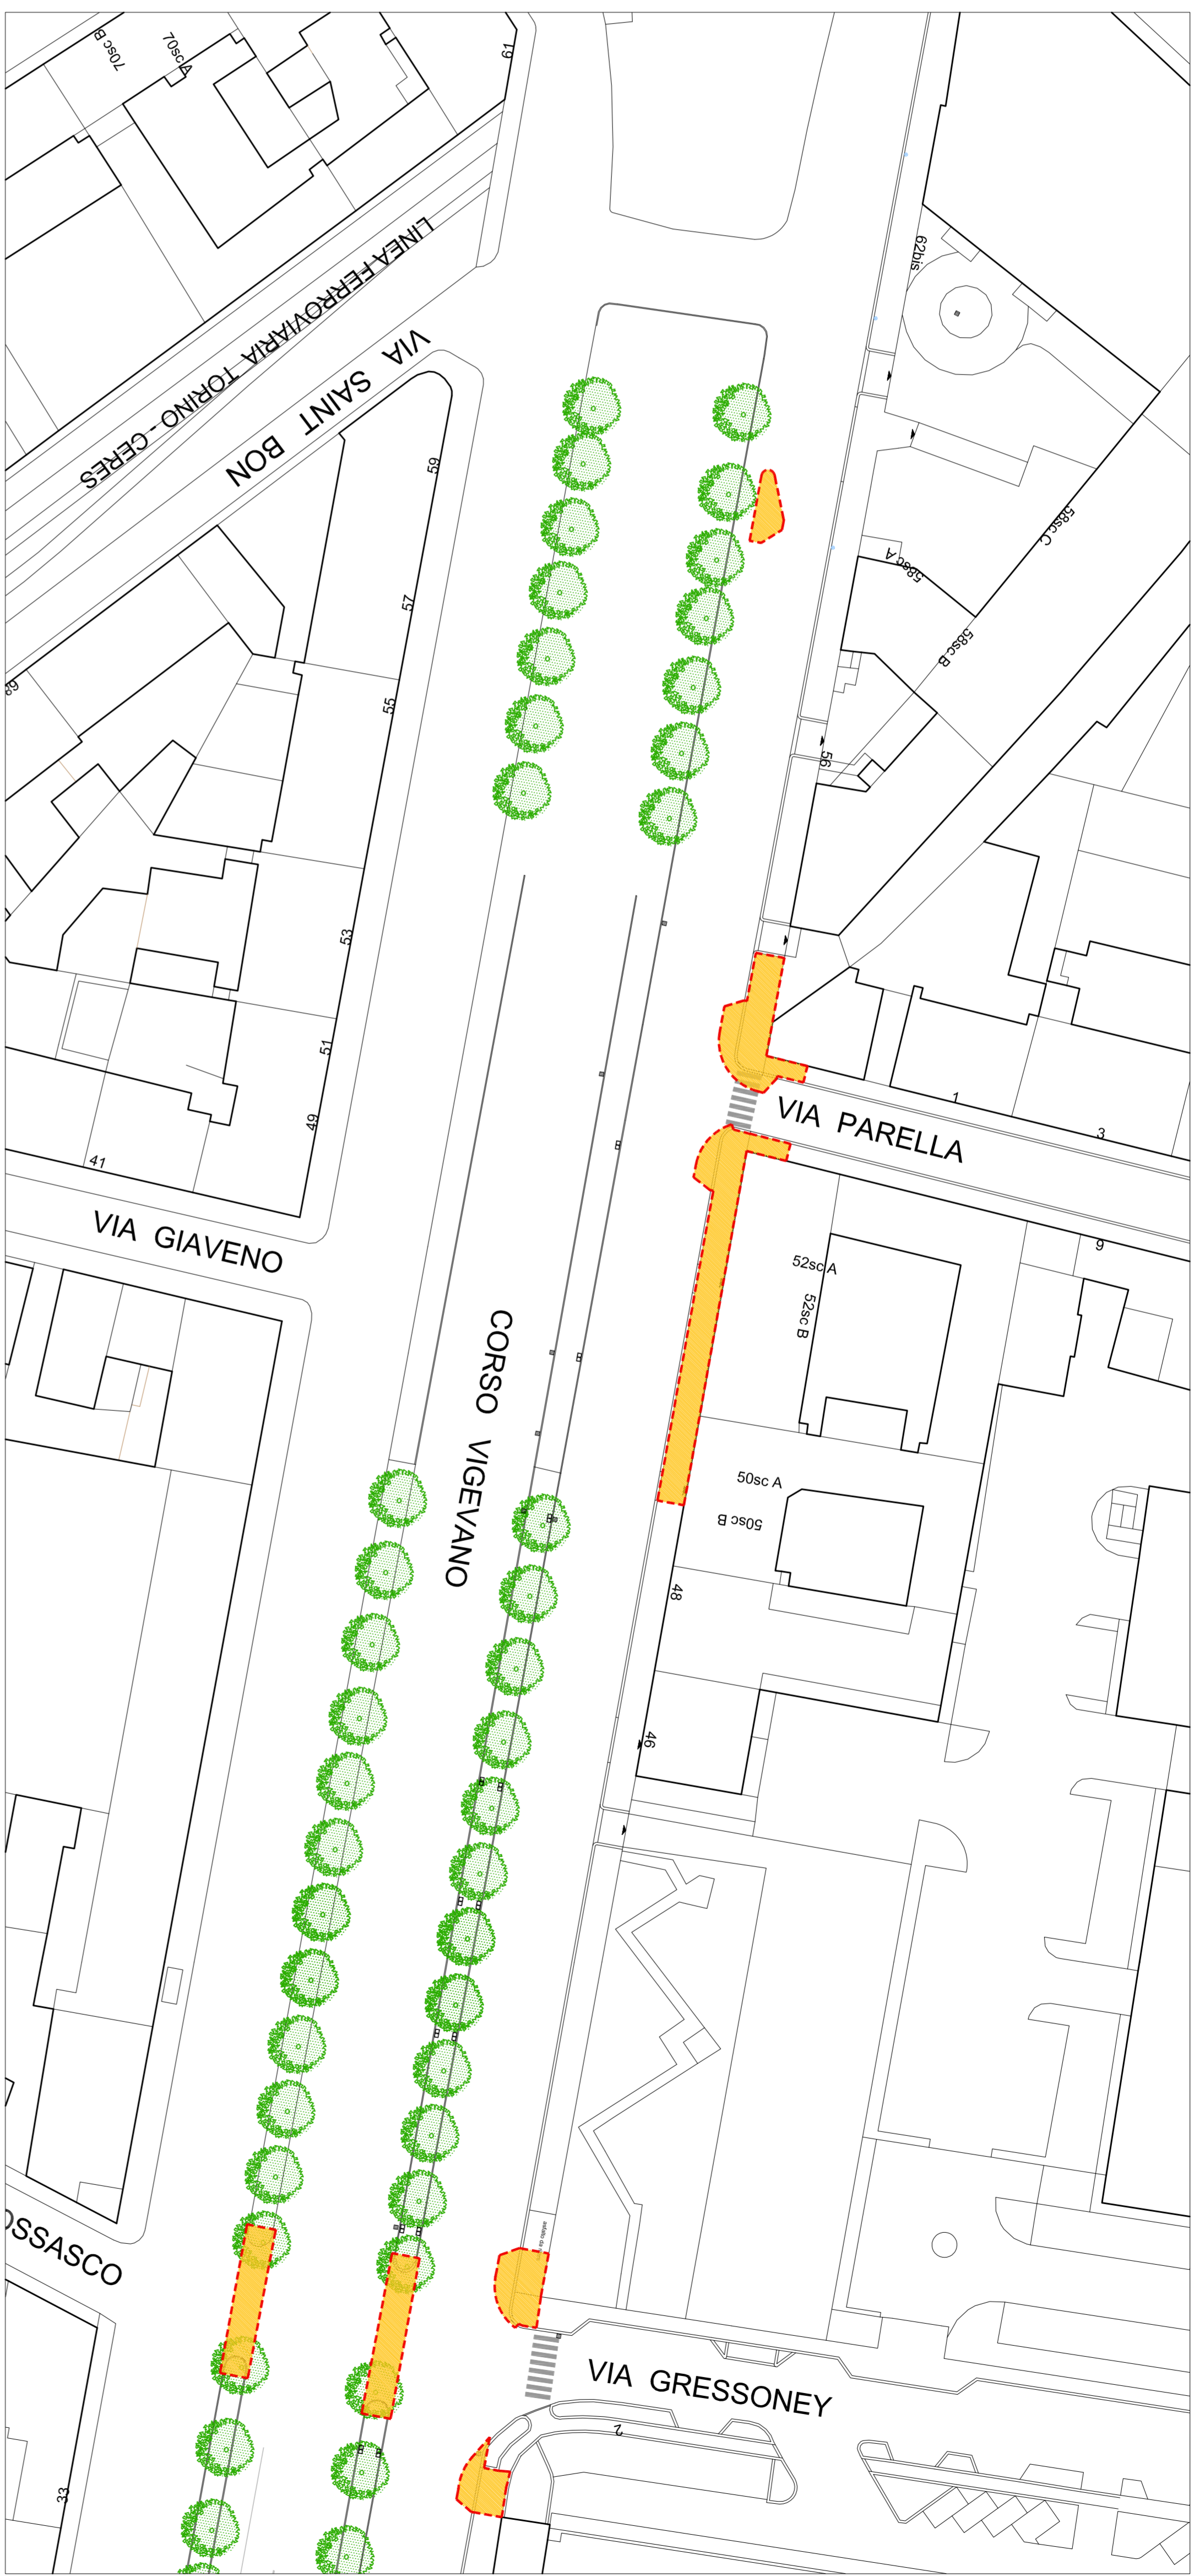 70sc B
70sc A
61
LINEA FERROVIARIA TORINO - CERES
62bis
VIA SAINT BON
59
58sc C
58sc A
57
58sc B
55
56
53
51
49
1
VIA PARELLA
3
41
VIA GIAVENO
9
52sc A
52sc B
CORSO VIGEVANO
50sc A
50sc B
48
46
OSSASCO
VIA GRESSONEY
2
33